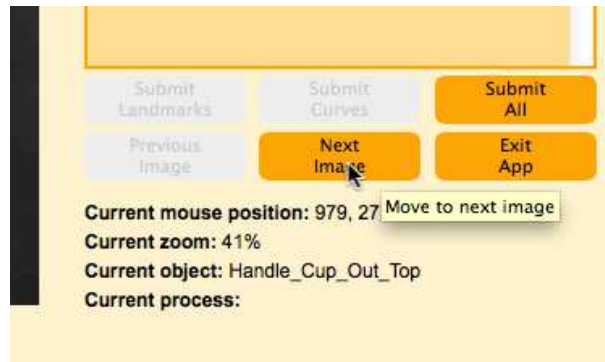 Submit Landmarks
Submit Curves
Submit All
Previous Image
Next Image
Exit App
Current mouse position: 979, 27
Move to next image
Current zoom: 41%
Current object: Handle_Cup_Out_Top
Current process: